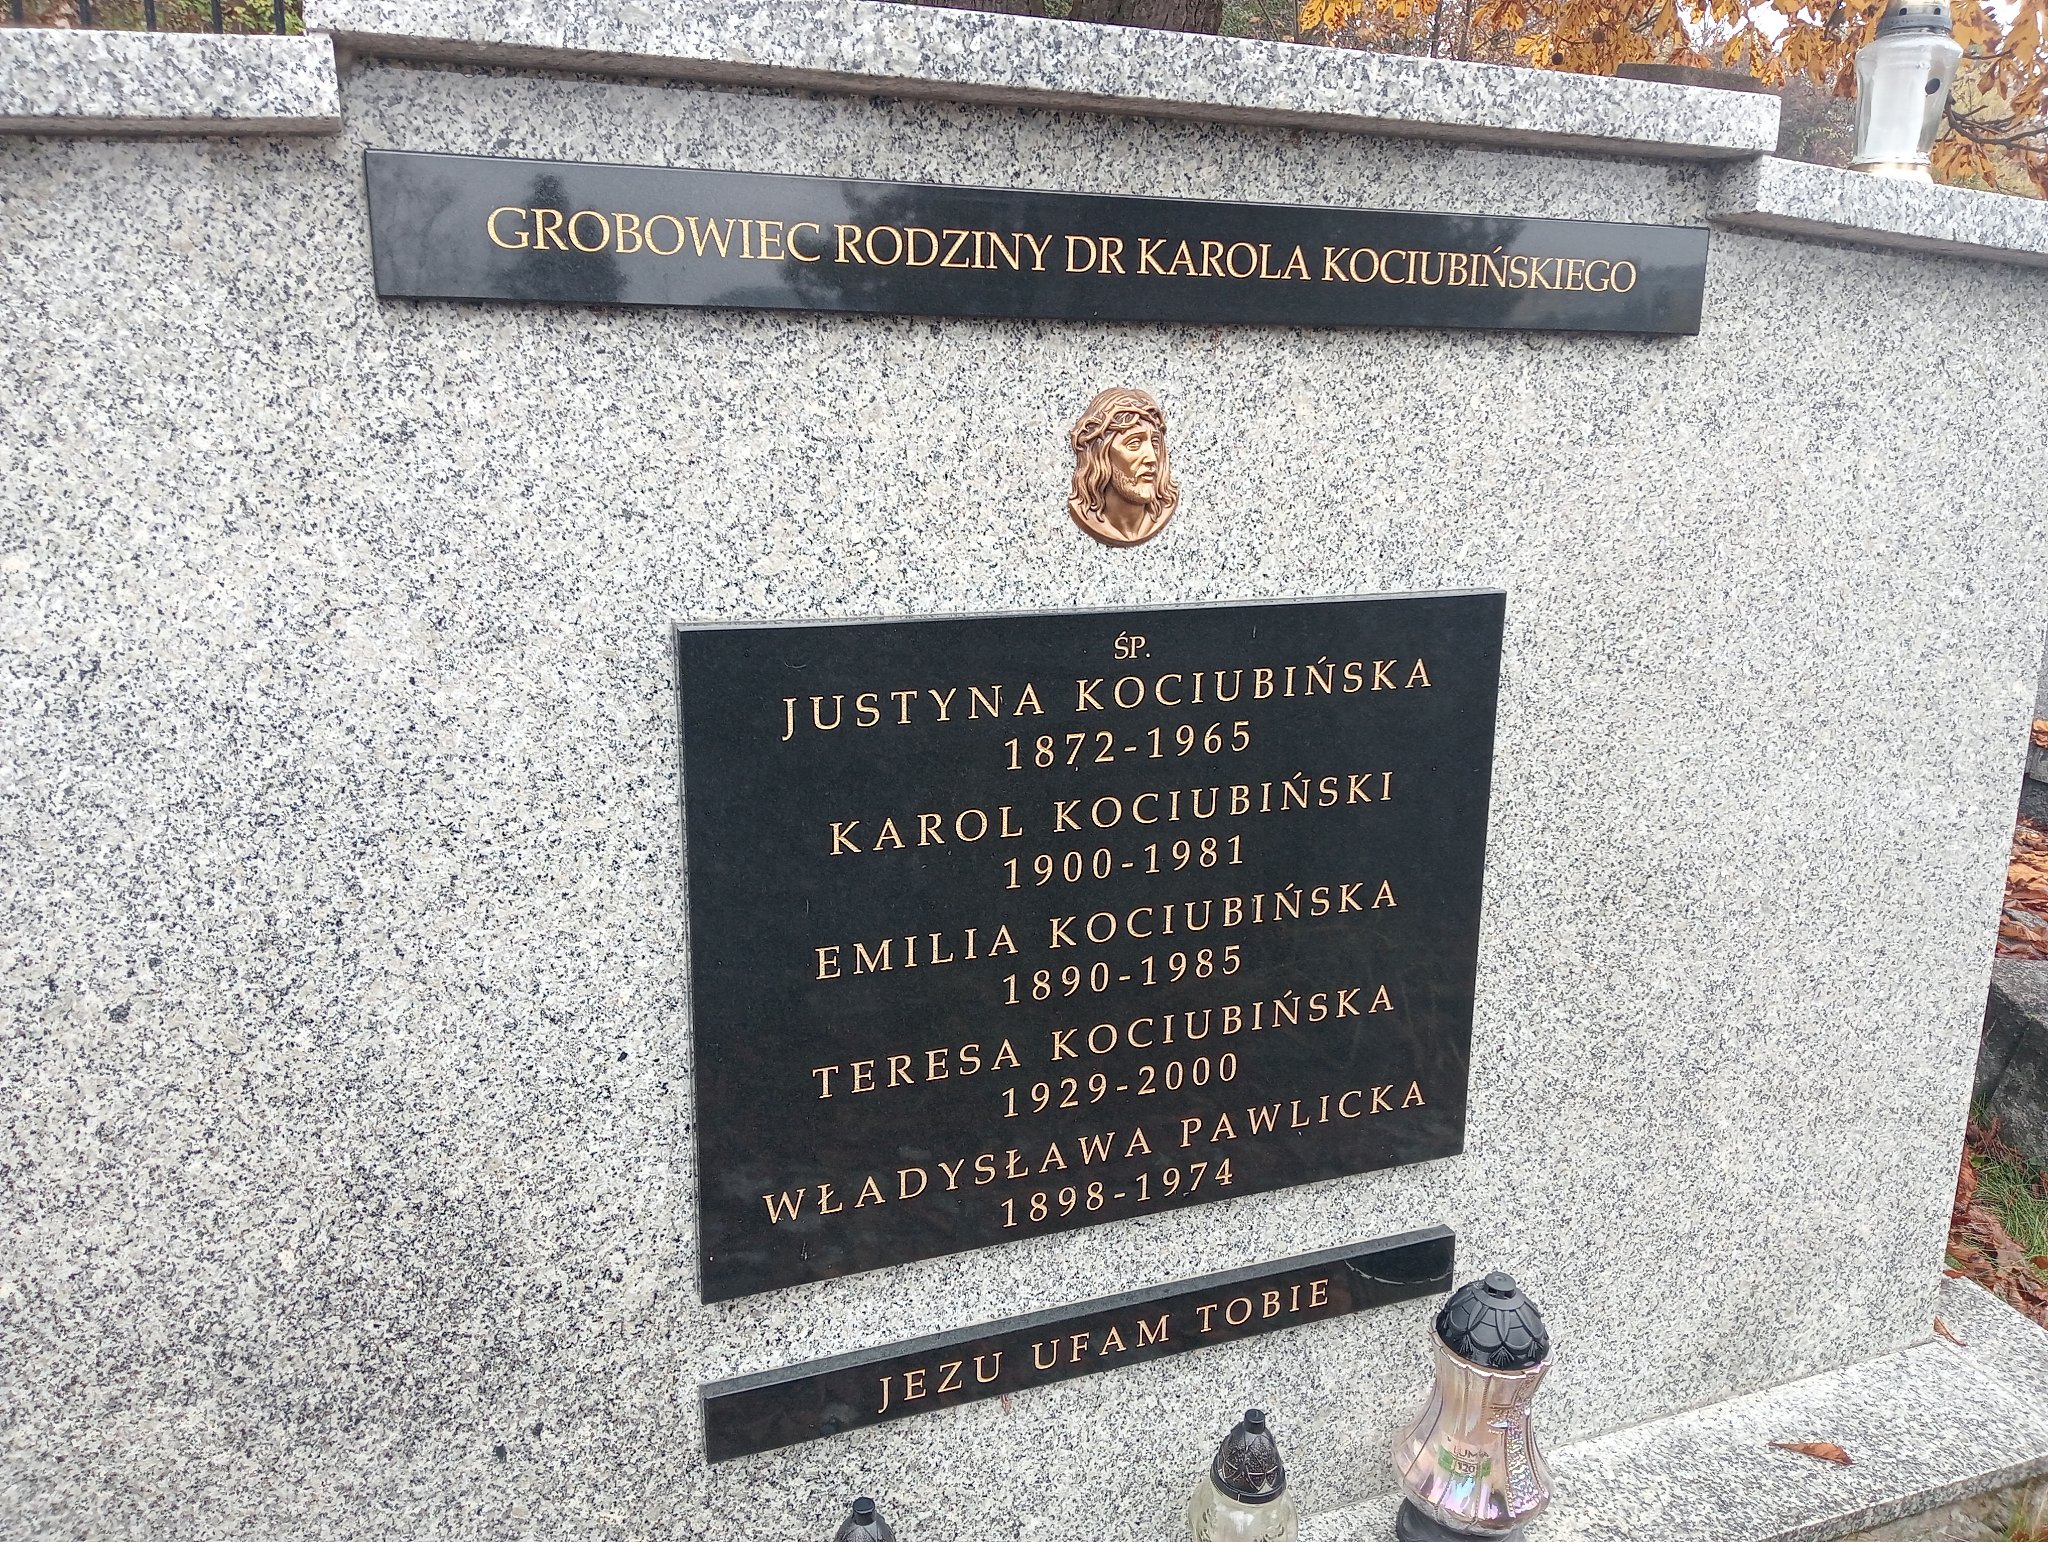 GROBOWIEC RODZINY DR KAROLA KOCIUBIŃSKIEGO
ŚP.
JUSTYNA KOCIUBIŃSKA
1872-1965
KAROL KOCIUBIŃSKI
1900-1981
EMILIA KOCIUBIŃSKA
1890-1985
TERESA KOCIUBIŃSKA
1929-2000
WŁADYSŁAWA PAWLICKA
1898-1974
JEZU UFAM TOBIE